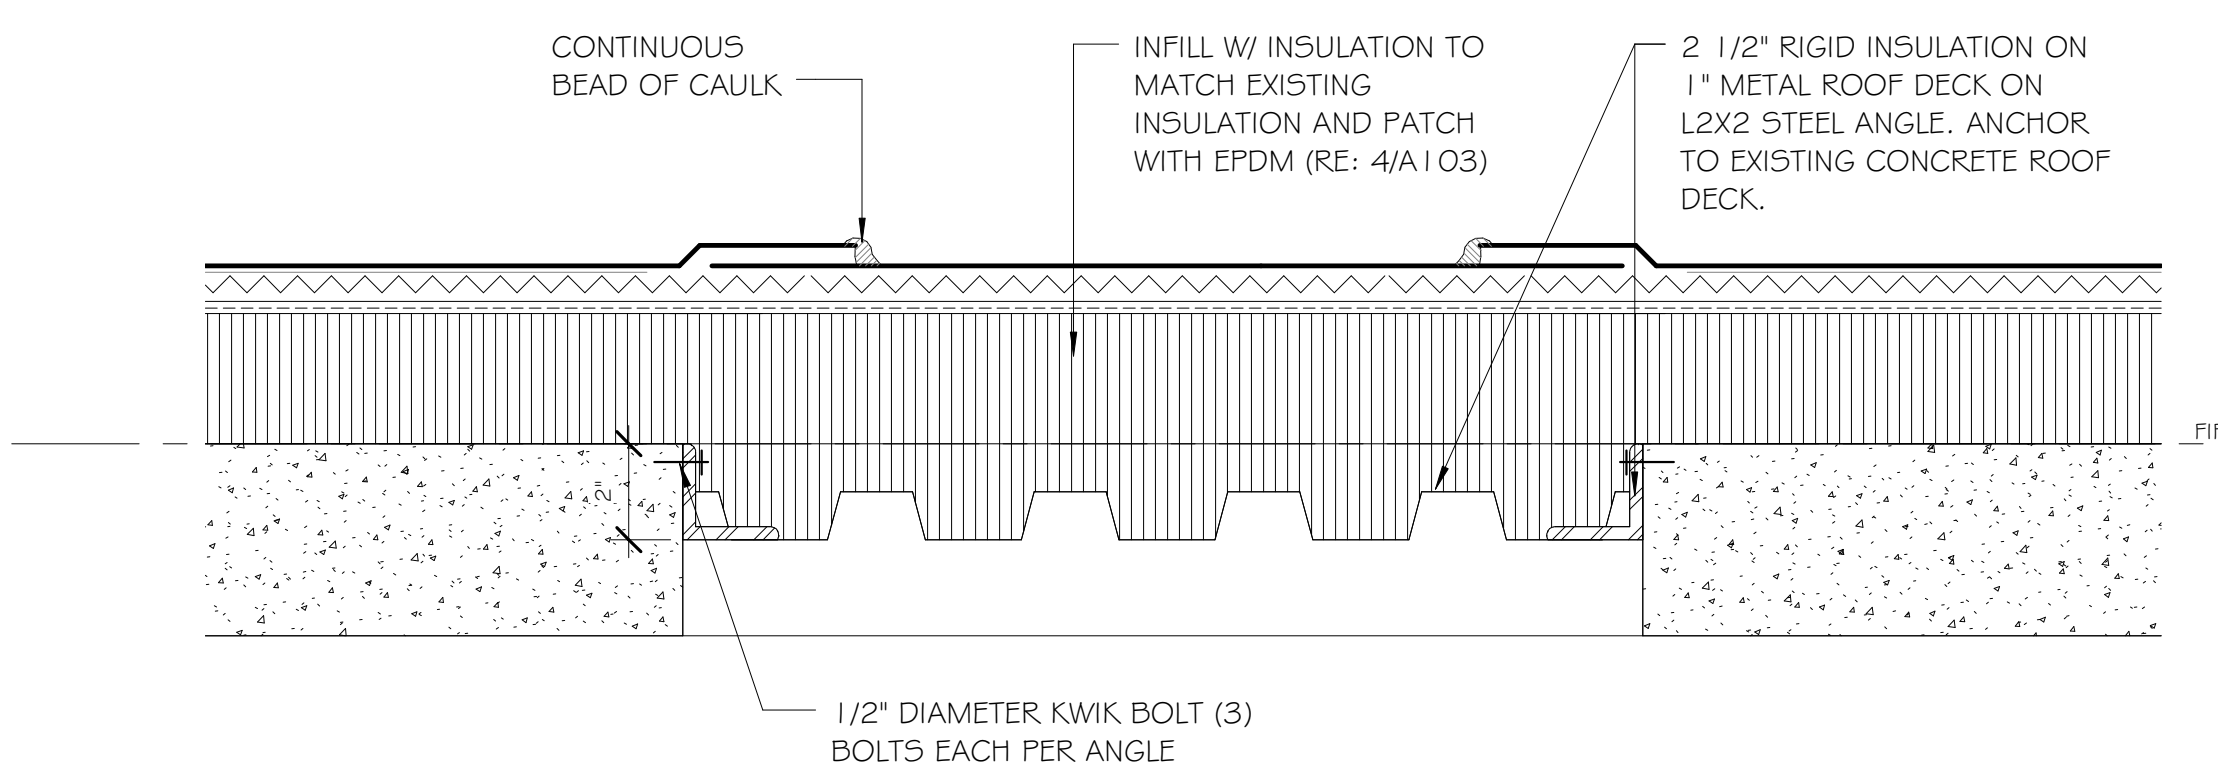 CONTINUOUS
BEAD OF CAULK
INFILL W/ INSULATION TO
MATCH EXISTING
INSULATION AND PATCH
WITH EPDM (RE: 4/A103)
2 1/2" RIGID INSULATION ON
1" METAL ROOF DECK ON
L2X2 STEEL ANGLE. ANCHOR
TO EXISTING CONCRETE ROOF
DECK.
2"
1/2" DIAMETER KWIK BOLT (3)
BOLTS EACH PER ANGLE